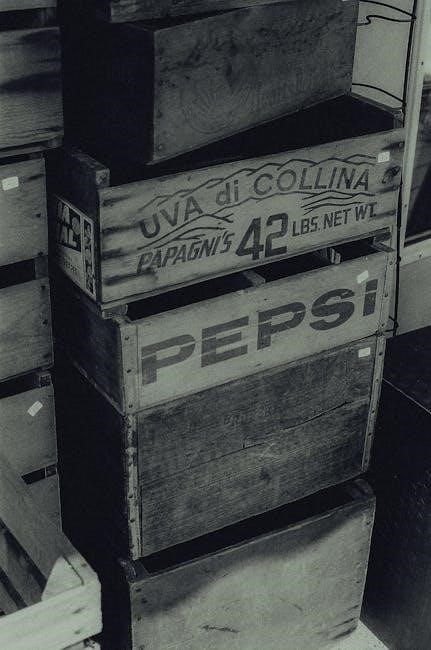 UVA di COLLINA
PAPAGNI'S 42 LBS. NET WT.
PEPSI